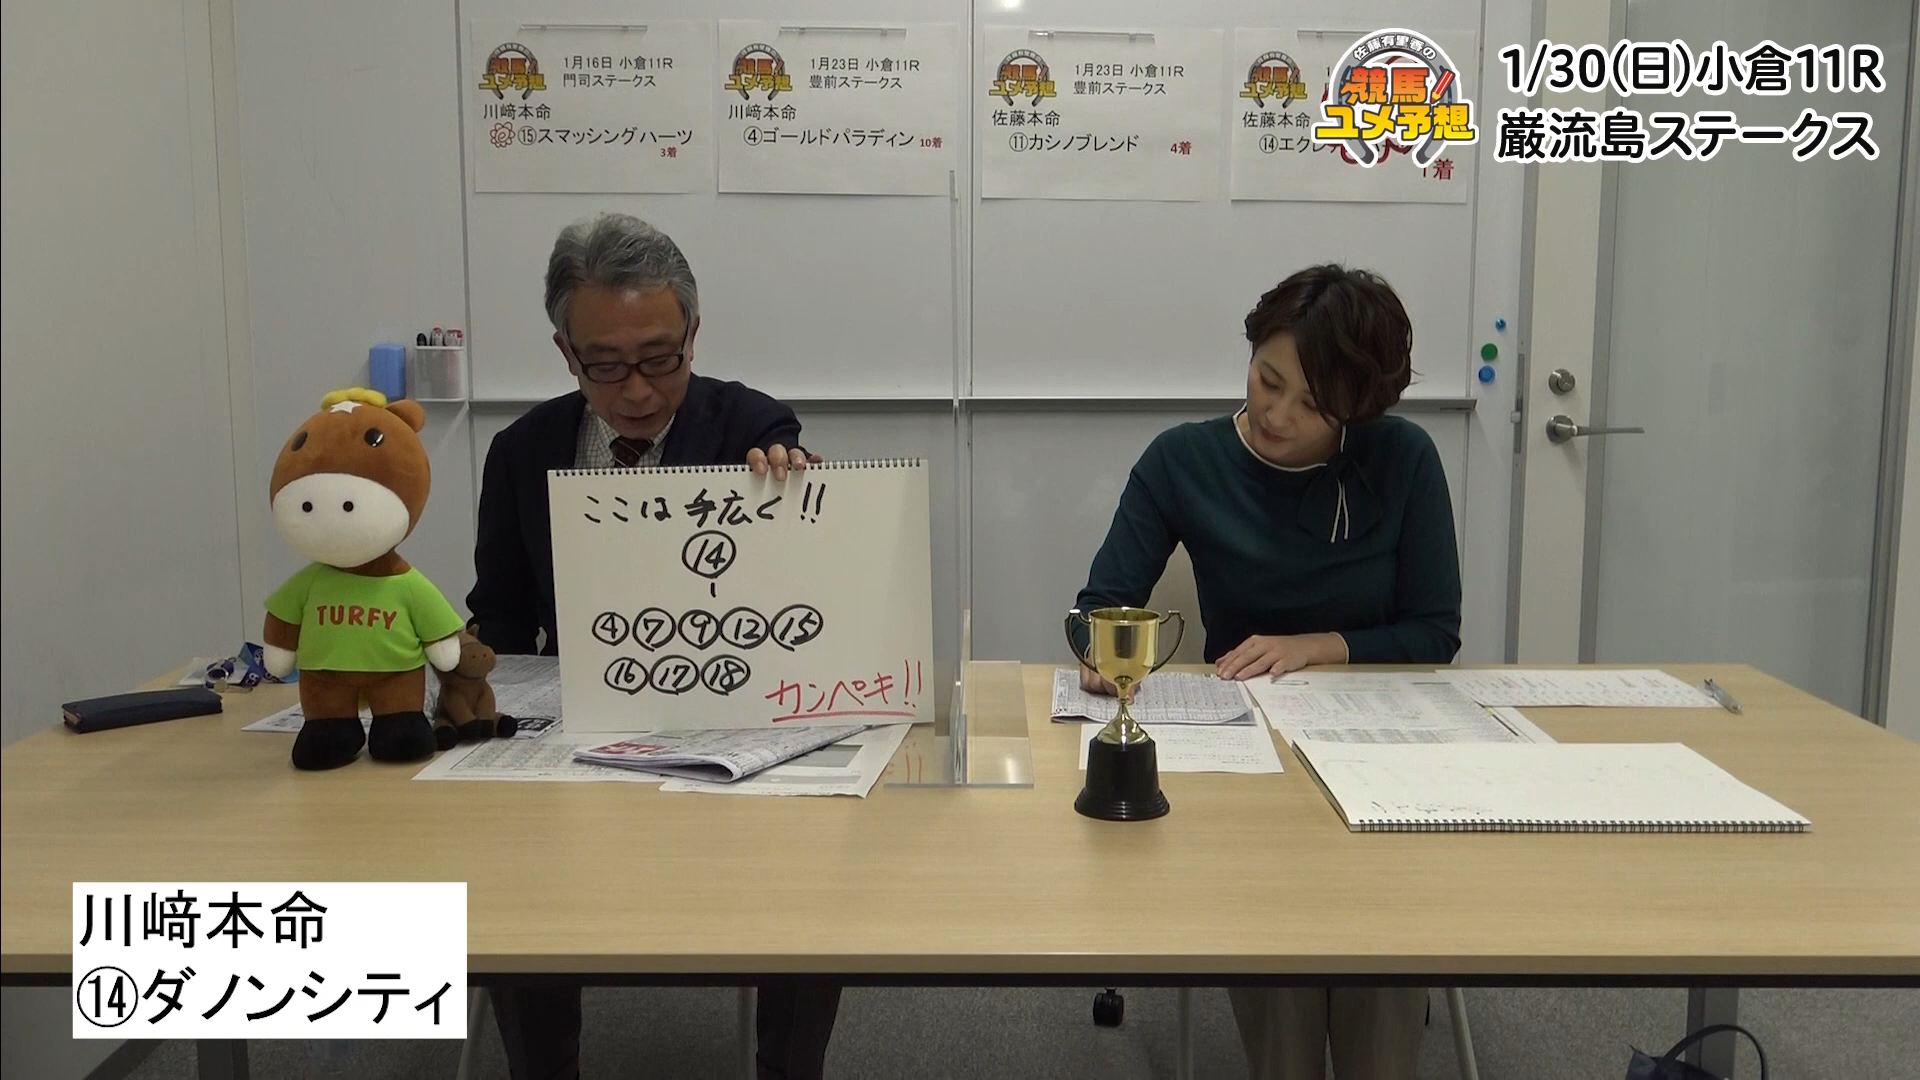 1月16日 小倉11R
門司ステークス
川﨑本命
⑮スマッシングハーツ
3着
1月23日 小倉11R
豊前ステークス
川﨑本命
④ゴールドパラディン 10着
1月23日 小倉11R
豊前ステークス
佐藤本命
⑪カシノブレンド 4着
佐藤本命
⑭エク
1着
佐藤有里香の
競馬
ユメ予想
1/30(日)小倉11R
巌流島ステークス
ここは手広く!!
⑭
④⑦⑨⑫⑮
⑯⑰⑱
カンペキ!!
TURFY
川﨑本命
⑭ダノンシティ